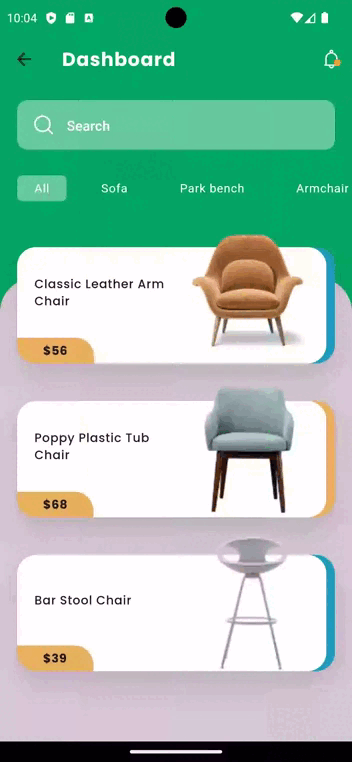 10:04
Dashboard
Search
All Sofa Park bench Armchair
Classic Leather Arm
Chair
$56
Poppy Plastic Tub
Chair
$68
Bar Stool Chair
$39